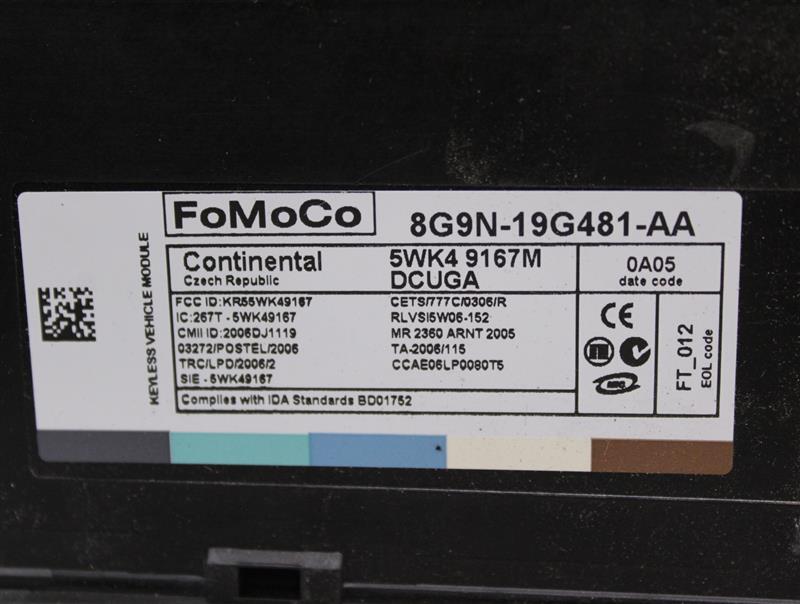 FoMoCo
8G9N-19G481-AA
KEYLESS VEHICLE MODULE
Continental
Czech Republic
5WK4 9167M
DCUGA
0A05
date code
FCC ID:KR55WK49167
IC:267T - 5WK49167
CMII ID:2006DJ1119
03272/POSTEL/2006
TRC/LPD/2006/2
SIE - 5WK49167
CETS/777C/0306/R
RLVSI5W06-152
MR 2360 ARNT 2005
TA-2006/115
CCAE06LP0080T5
Complies with IDA Standards BD01752
CE
FT_012
EOL code